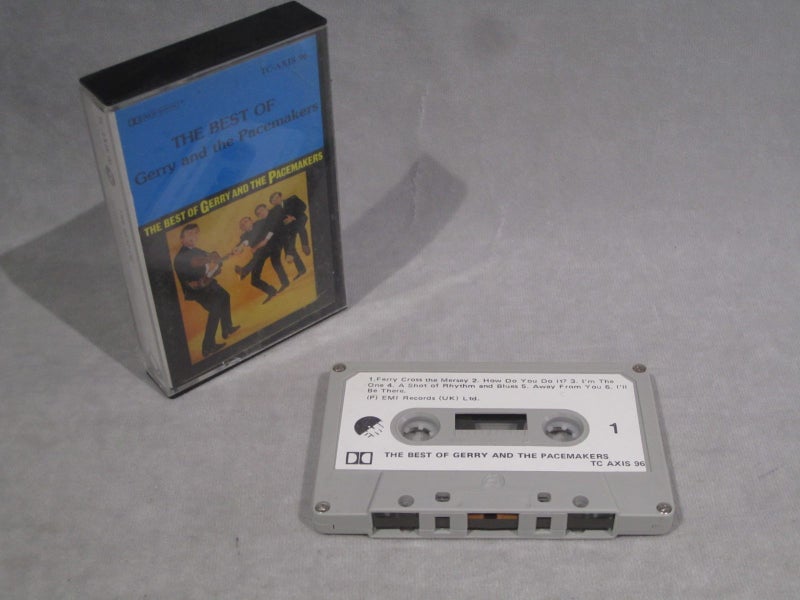 TC-AXIS 96
THE BEST OF
Gerry and the Pacemakers
THE BEST OF GERRY AND THE PACEMAKERS
1.Ferry Cross the Mersey 2. How Do You Do It? 3. I'm The
One 4. A Shot of Rhythm and Blues 5. Away From You 6. I'll
Be There.
(P) EMI Records (UK) Ltd.
1
THE BEST OF GERRY AND THE PACEMAKERS
TC AXIS 96